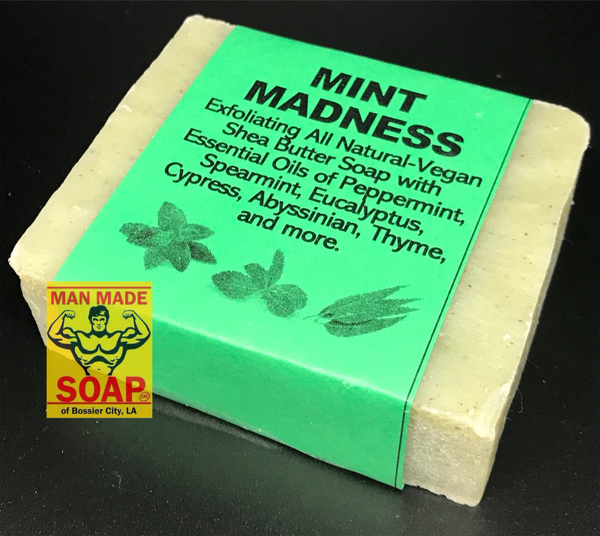 MINT
MADNESS
Exfoliating All Natural-Vegan
Shea Butter Soap with
Essential Oils of Peppermint,
Spearmint, Eucalyptus,
Cypress, Abyssinian, Thyme,
and more.
MAN MADE
SOAP
of Bossier City, LA